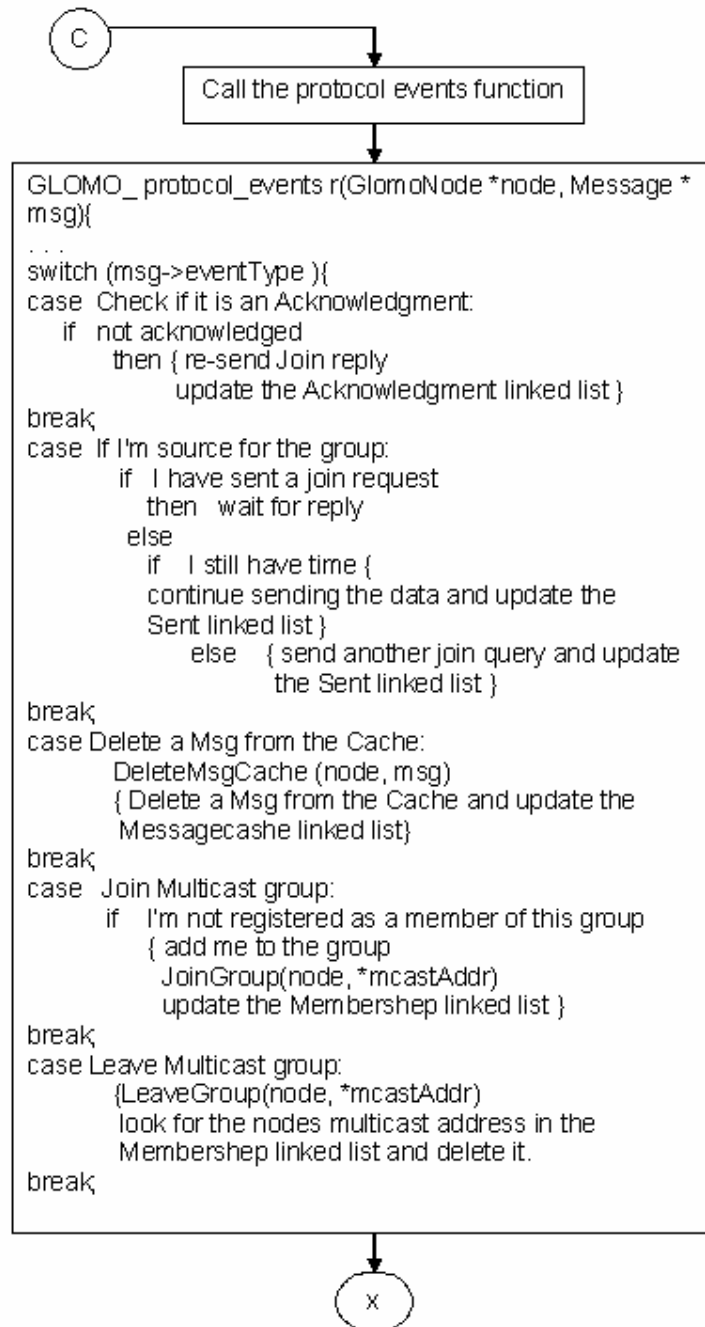 C
Call the protocol events function
GLOMO_ protocol_events r(GlomoNode *node, Message *
msg){
. . .
switch (msg->eventType ){
case Check if it is an Acknowledgment:
if not acknowledged
then { re-send Join reply
update the Acknowledgment linked list }
break;
case If I'm source for the group:
if I have sent a join request
then wait for reply
else
if I still have time {
continue sending the data and update the
Sent linked list }
else { send another join query and update
the Sent linked list }
break;
case Delete a Msg from the Cache:
DeleteMsgCache (node, msg)
{ Delete a Msg from the Cache and update the
Messagecashe linked list}
break;
case Join Multicast group:
if I'm not registered as a member of this group
{ add me to the group
JoinGroup(node, *mcastAddr)
update the Membershep linked list }
break;
case Leave Multicast group:
{LeaveGroup(node, *mcastAddr)
look for the nodes multicast address in the
Membershep linked list and delete it.
break;
X